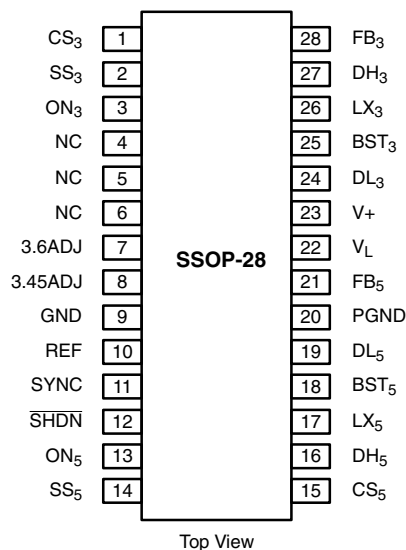 CS3 1 28 FB3
SS3 2 27 DH3
ON3 3 26 LX3
NC 4 25 BST3
NC 5 24 DL3
NC 6 23 V+
3.6ADJ 7 22 VL
SSOP-28
3.45ADJ 8 21 FB5
GND 9 20 PGND
REF 10 19 DL5
SYNC 11 18 BST5
SHDN 12 17 LX5
ON5 13 16 DH5
SS5 14 15 CS5
Top View